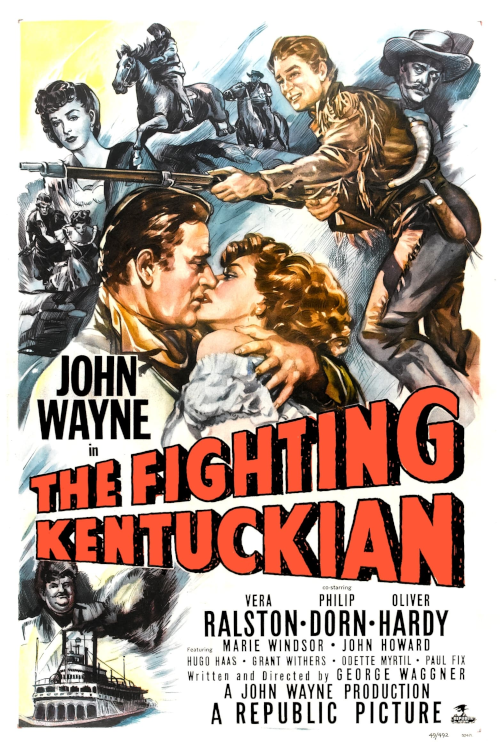 JOHN
WAYNE
in
THE FIGHTING
KENTUCKIAN
co-starring
VERA RALSTON · PHILIP DORN · OLIVER HARDY
Featuring MARIE WINDSOR · JOHN HOWARD
HUGO HAAS · GRANT WITHERS · ODETTE MYRTIL · PAUL FIX
Written and Directed by GEORGE WAGGNER
A JOHN WAYNE PRODUCTION
A REPUBLIC PICTURE
49/492